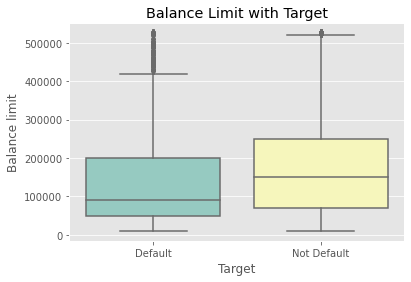 Balance Limit with Target
500000
400000
300000
200000
100000
0
Balance limit
Default
Not Default
Target